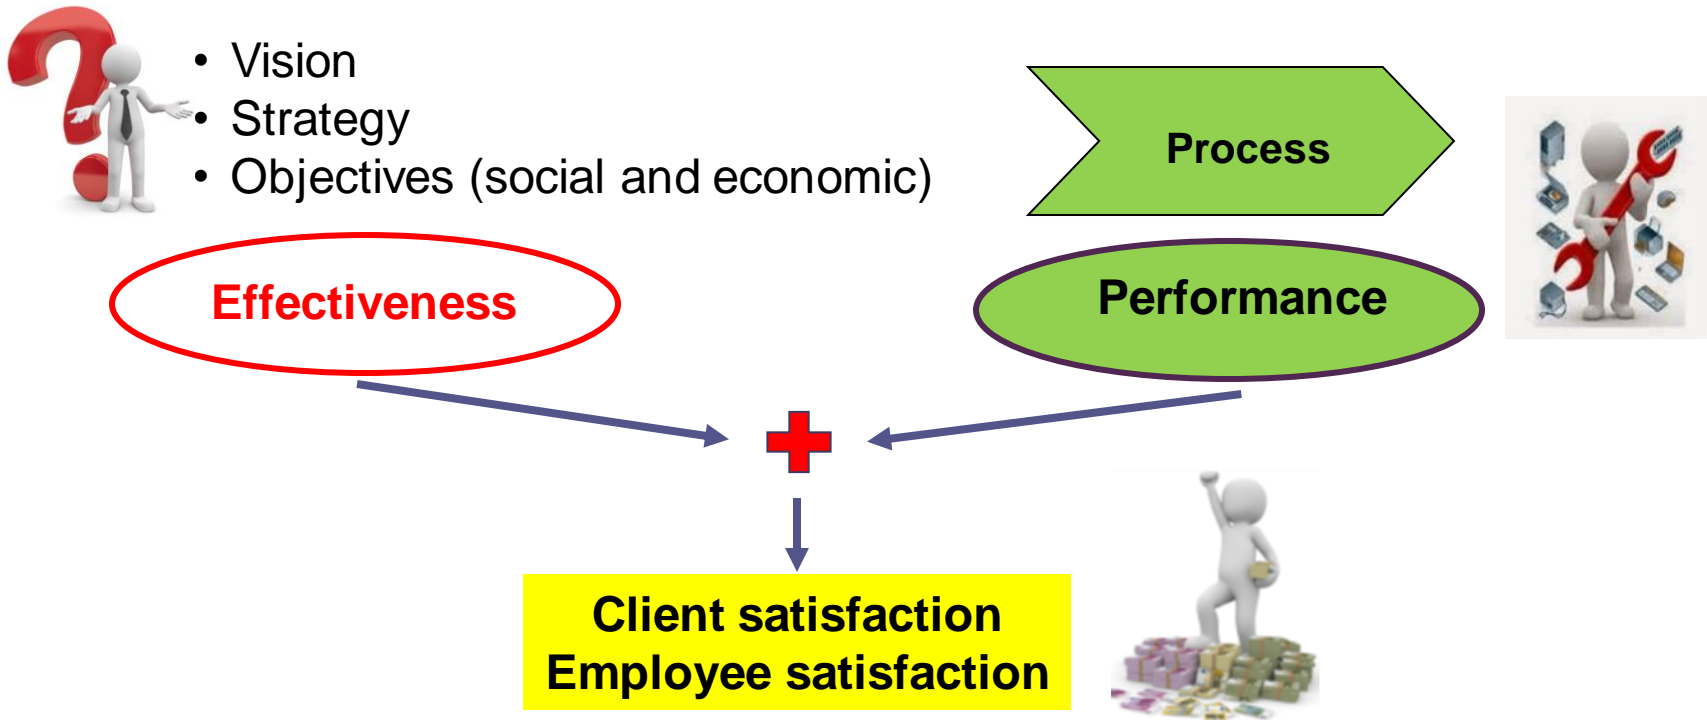 • Vision
• Strategy
• Objectives (social and economic)
Process
Effectiveness
Performance
Client satisfaction
Employee satisfaction